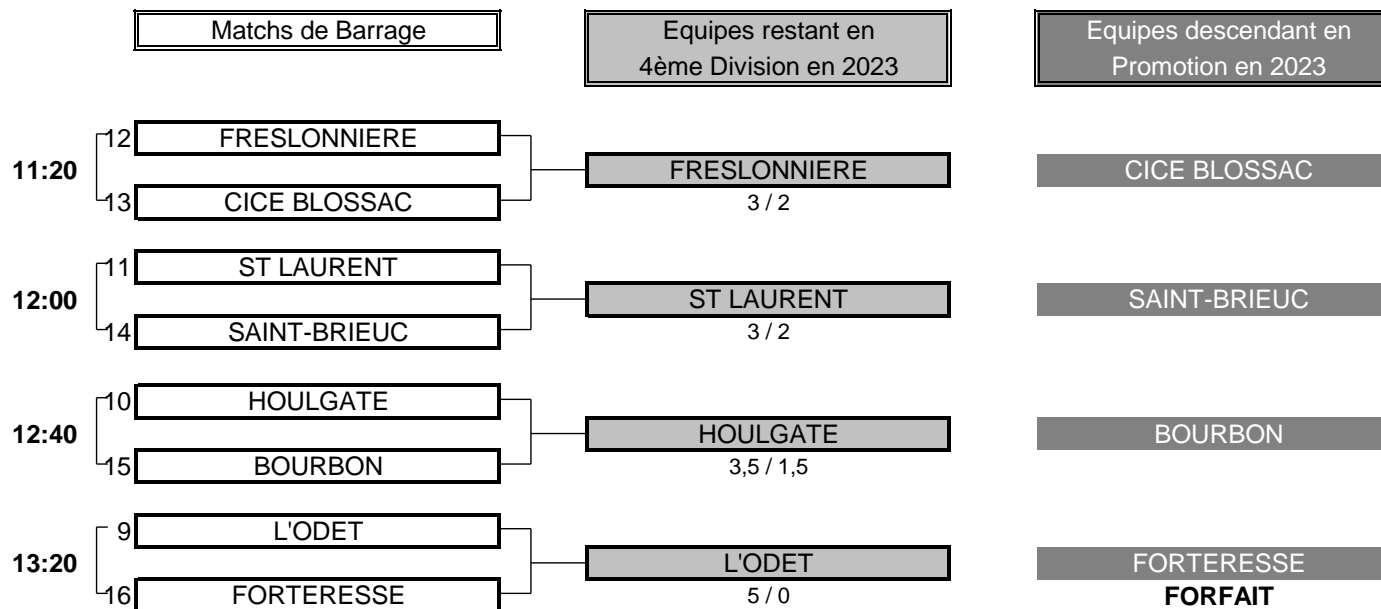 Matchs de Barrage
Equipes restant en
4ème Division en 2023
Equipes descendant en
Promotion en 2023
12 FRESLONNIERE
11:20 FRESLONNIERE CICE BLOSSAC
13 CICE BLOSSAC 3 / 2
11 ST LAURENT
12:00 ST LAURENT SAINT-BRIEUC
14 SAINT-BRIEUC 3 / 2
10 HOULGATE
12:40 HOULGATE BOURBON
15 BOURBON 3,5 / 1,5
9 L'ODET
13:20 L'ODET FORTERESSE
16 FORTERESSE 5 / 0 FORFAIT